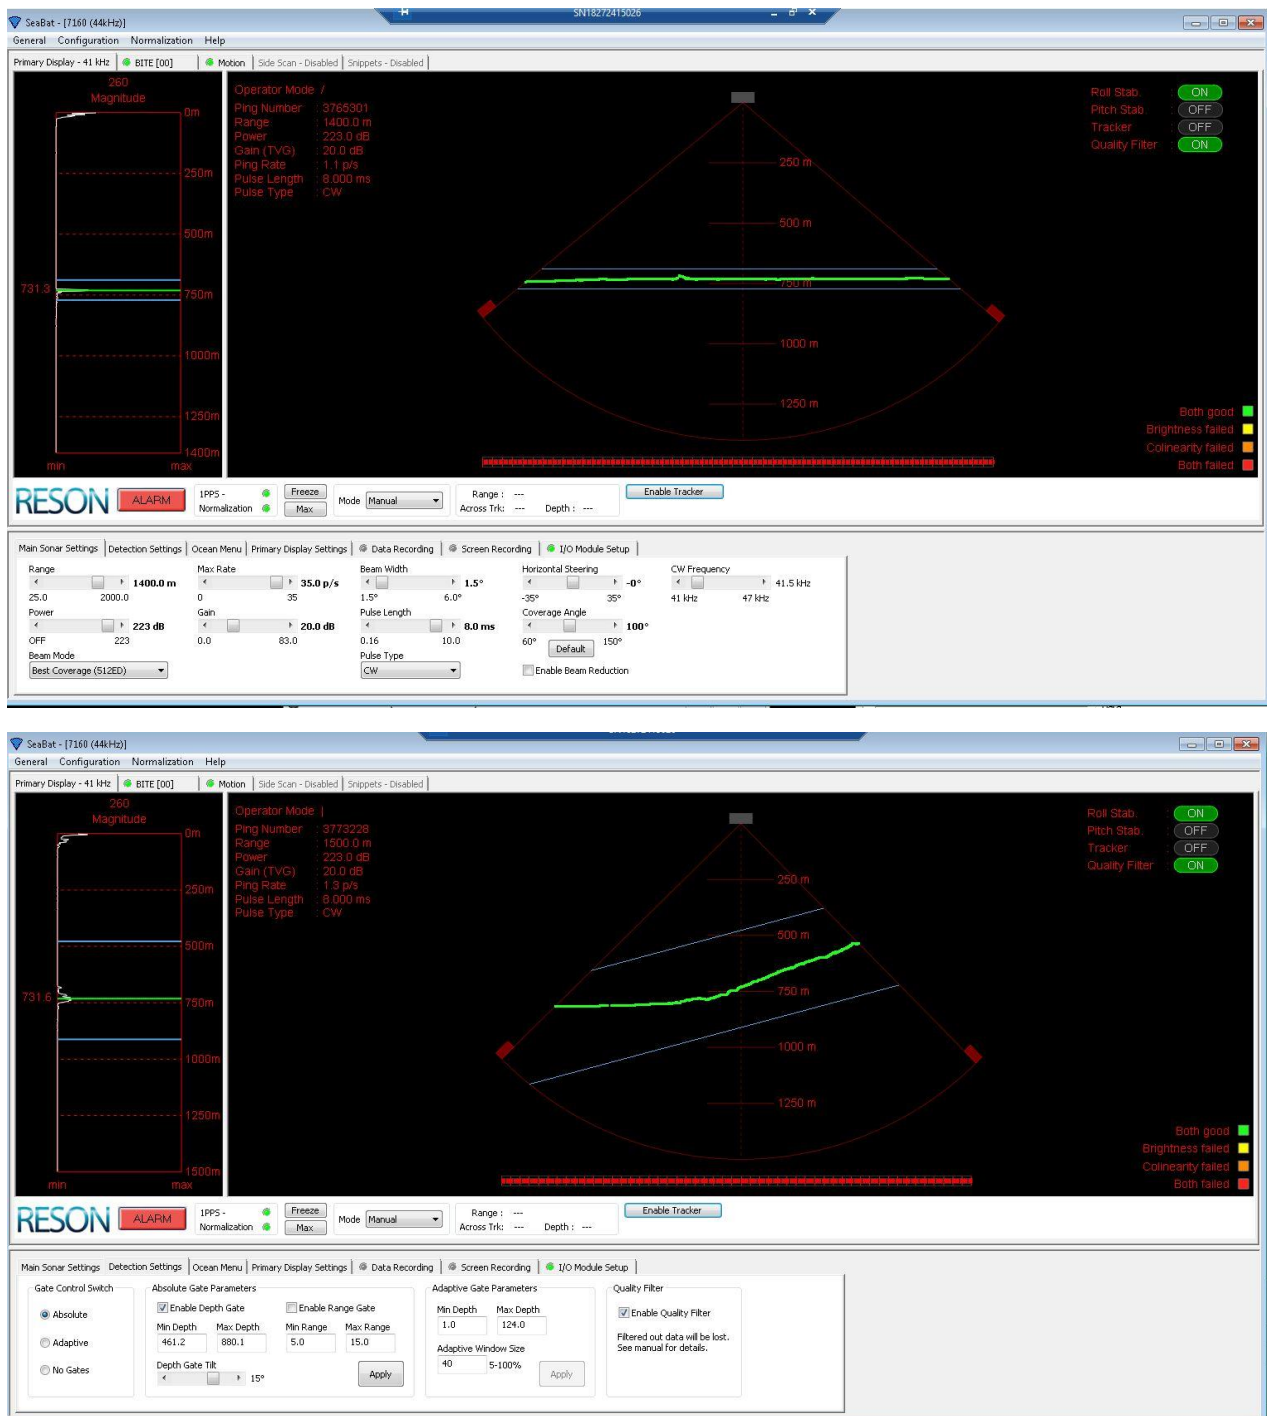 SN18272415026
SeaBat - [7160 (44kHz)]
General Configuration Normalization Help
Primary Display - 41 kHz BITE [00] Motion Side Scan - Disabled Snippets - Disabled
260
Magnitude
0m
250m
500m
731.3
750m
1000m
1250m
1400m
min max
Operator Mode /
Ping Number : 3765301
Range : 1400.0 m
Power : 223.0 dB
Gain (TVG) : 20.0 dB
Ping Rate : 1.1 p/s
Pulse Length : 8.000 ms
Pulse Type : CW
250 m
500 m
750 m
1000 m
1250 m
Roll Stab. : ON
Pitch Stab. : OFF
Tracker : OFF
Quality Filter : ON
Both good
Brightness failed
Colinearity failed
Both failed
RESON ALARM
1PPS -
Normalization
Freeze
Max
Mode Manual
Range : ---
Across Trk: --- Depth : ---
Enable Tracker
Main Sonar Settings Detection Settings Ocean Menu Primary Display Settings Data Recording Screen Recording I/O Module Setup
Range Max Rate Beam Width Horizontal Steering CW Frequency
1400.0 m 35.0 p/s 1.5° -0° 41.5 kHz
25.0 2000.0 0 35 1.5° 6.0° -35° 35° 41 kHz 47 kHz
Power Gain Pulse Length Coverage Angle
223 dB 20.0 dB 8.0 ms 100°
OFF 223 0.0 83.0 0.16 10.0 60° 150°
Default
Beam Mode Pulse Type
Best Coverage (512ED) CW Enable Beam Reduction
SeaBat - [7160 (44kHz)]
General Configuration Normalization Help
Primary Display - 41 kHz BITE [00] Motion Side Scan - Disabled Snippets - Disabled
260
Magnitude
0m
250m
500m
731.6
750m
1000m
1250m
1500m
min max
Operator Mode |
Ping Number : 3773228
Range : 1500.0 m
Power : 223.0 dB
Gain (TVG) : 20.0 dB
Ping Rate : 1.3 p/s
Pulse Length : 8.000 ms
Pulse Type : CW
250 m
500 m
750 m
1000 m
1250 m
Roll Stab. : ON
Pitch Stab. : OFF
Tracker : OFF
Quality Filter : ON
Both good
Brightness failed
Colinearity failed
Both failed
RESON ALARM
1PPS -
Normalization
Freeze
Max
Mode Manual
Range : ---
Across Trk: --- Depth : ---
Enable Tracker
Main Sonar Settings Detection Settings Ocean Menu Primary Display Settings Data Recording Screen Recording I/O Module Setup
Gate Control Switch
Absolute
Adaptive
No Gates
Absolute Gate Parameters
Enable Depth Gate Enable Range Gate
Min Depth Max Depth Min Range Max Range
461.2 880.1 5.0 15.0
Depth Gate Tilt
15°
Apply
Adaptive Gate Parameters
Min Depth Max Depth
1.0 124.0
Adaptive Window Size
40 5-100%
Apply
Quality Filter
Enable Quality Filter
Filtered out data will be lost.
See manual for details.